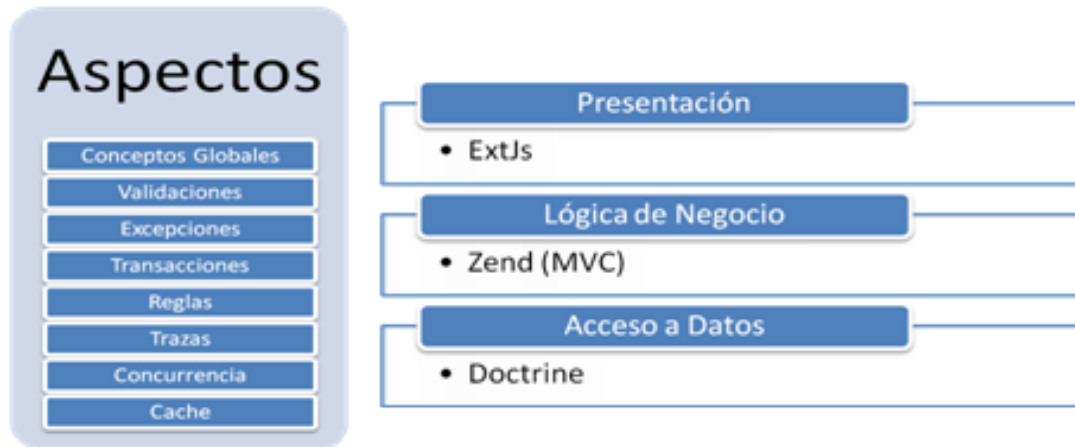 Aspectos
Conceptos Globales
Validaciones
Excepciones
Transacciones
Reglas
Trazas
Concurrencia
Cache
Presentación
• ExtJs
Lógica de Negocio
• Zend (MVC)
Acceso a Datos
• Doctrine